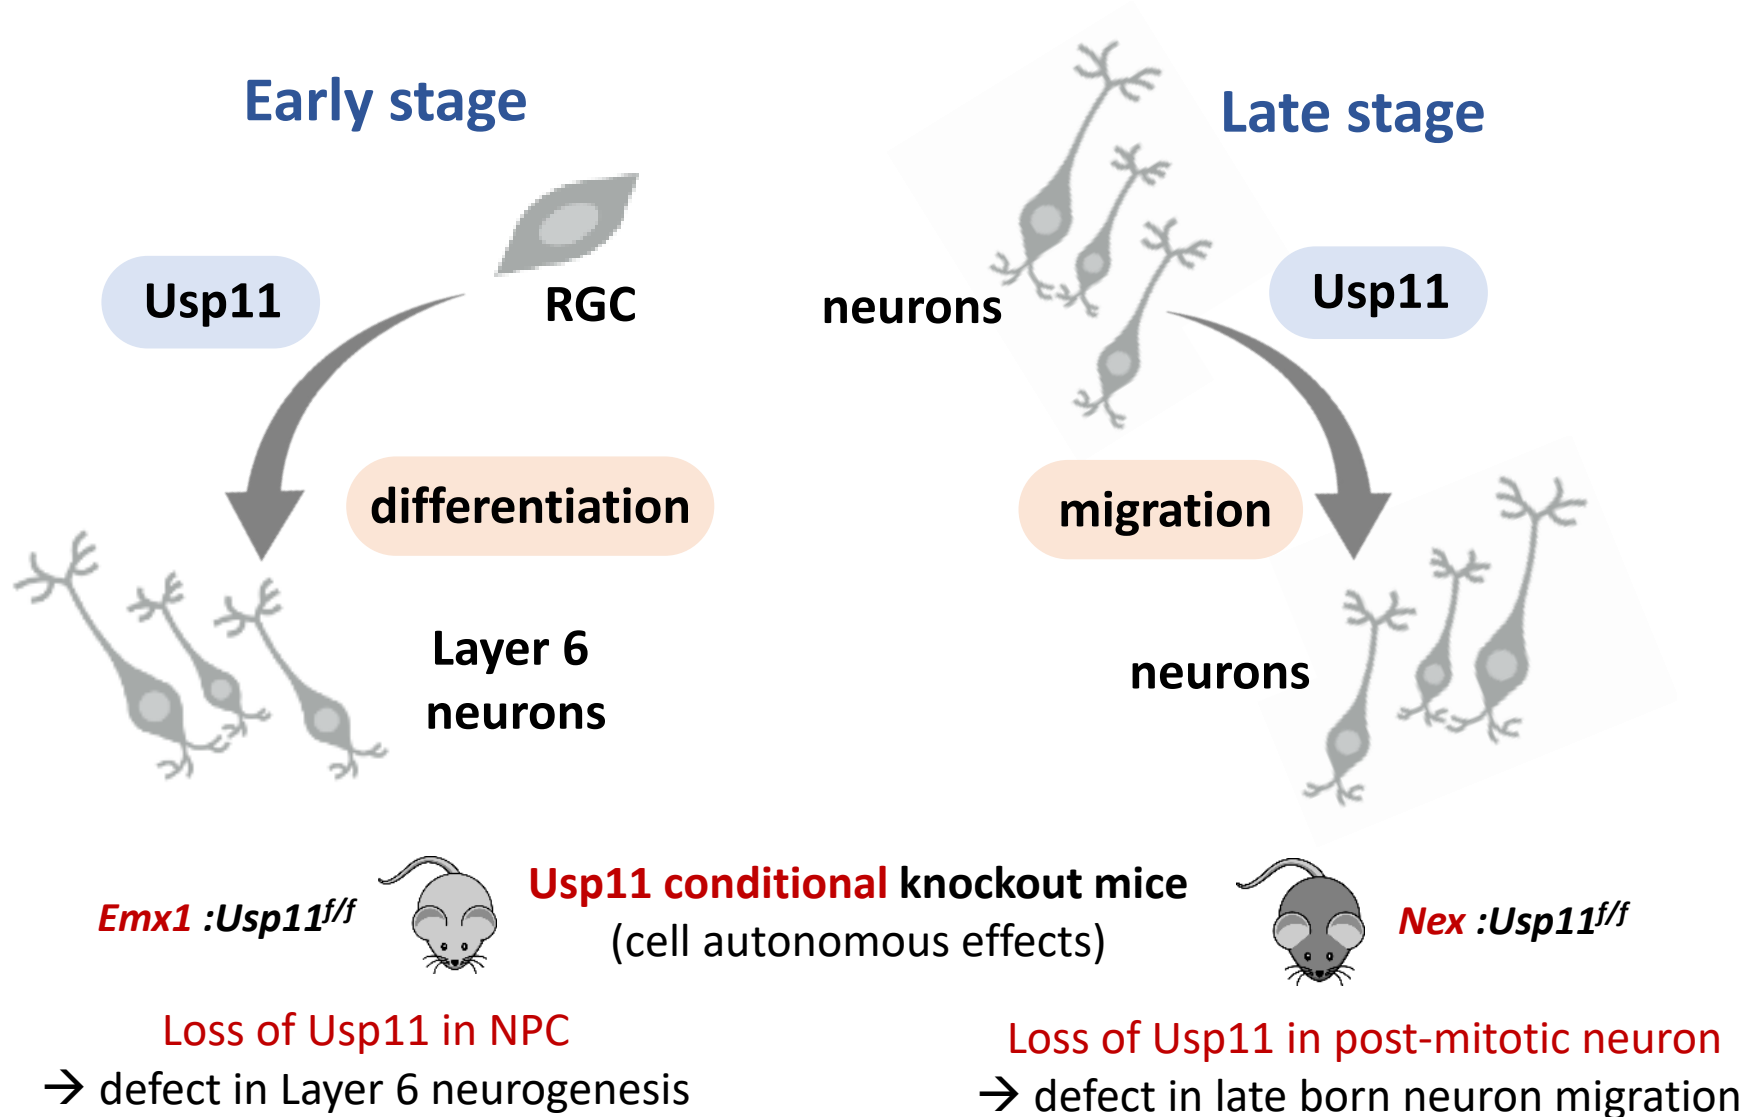 Early stage
Late stage
Usp11
RGC
neurons
Usp11
differentiation
migration
Layer 6
neurons
neurons
Emx1 :Usp11f/f
Usp11 conditional knockout mice
(cell autonomous effects)
Nex :Usp11f/f
Loss of Usp11 in NPC
→ defect in Layer 6 neurogenesis
Loss of Usp11 in post-mitotic neuron
→ defect in late born neuron migration